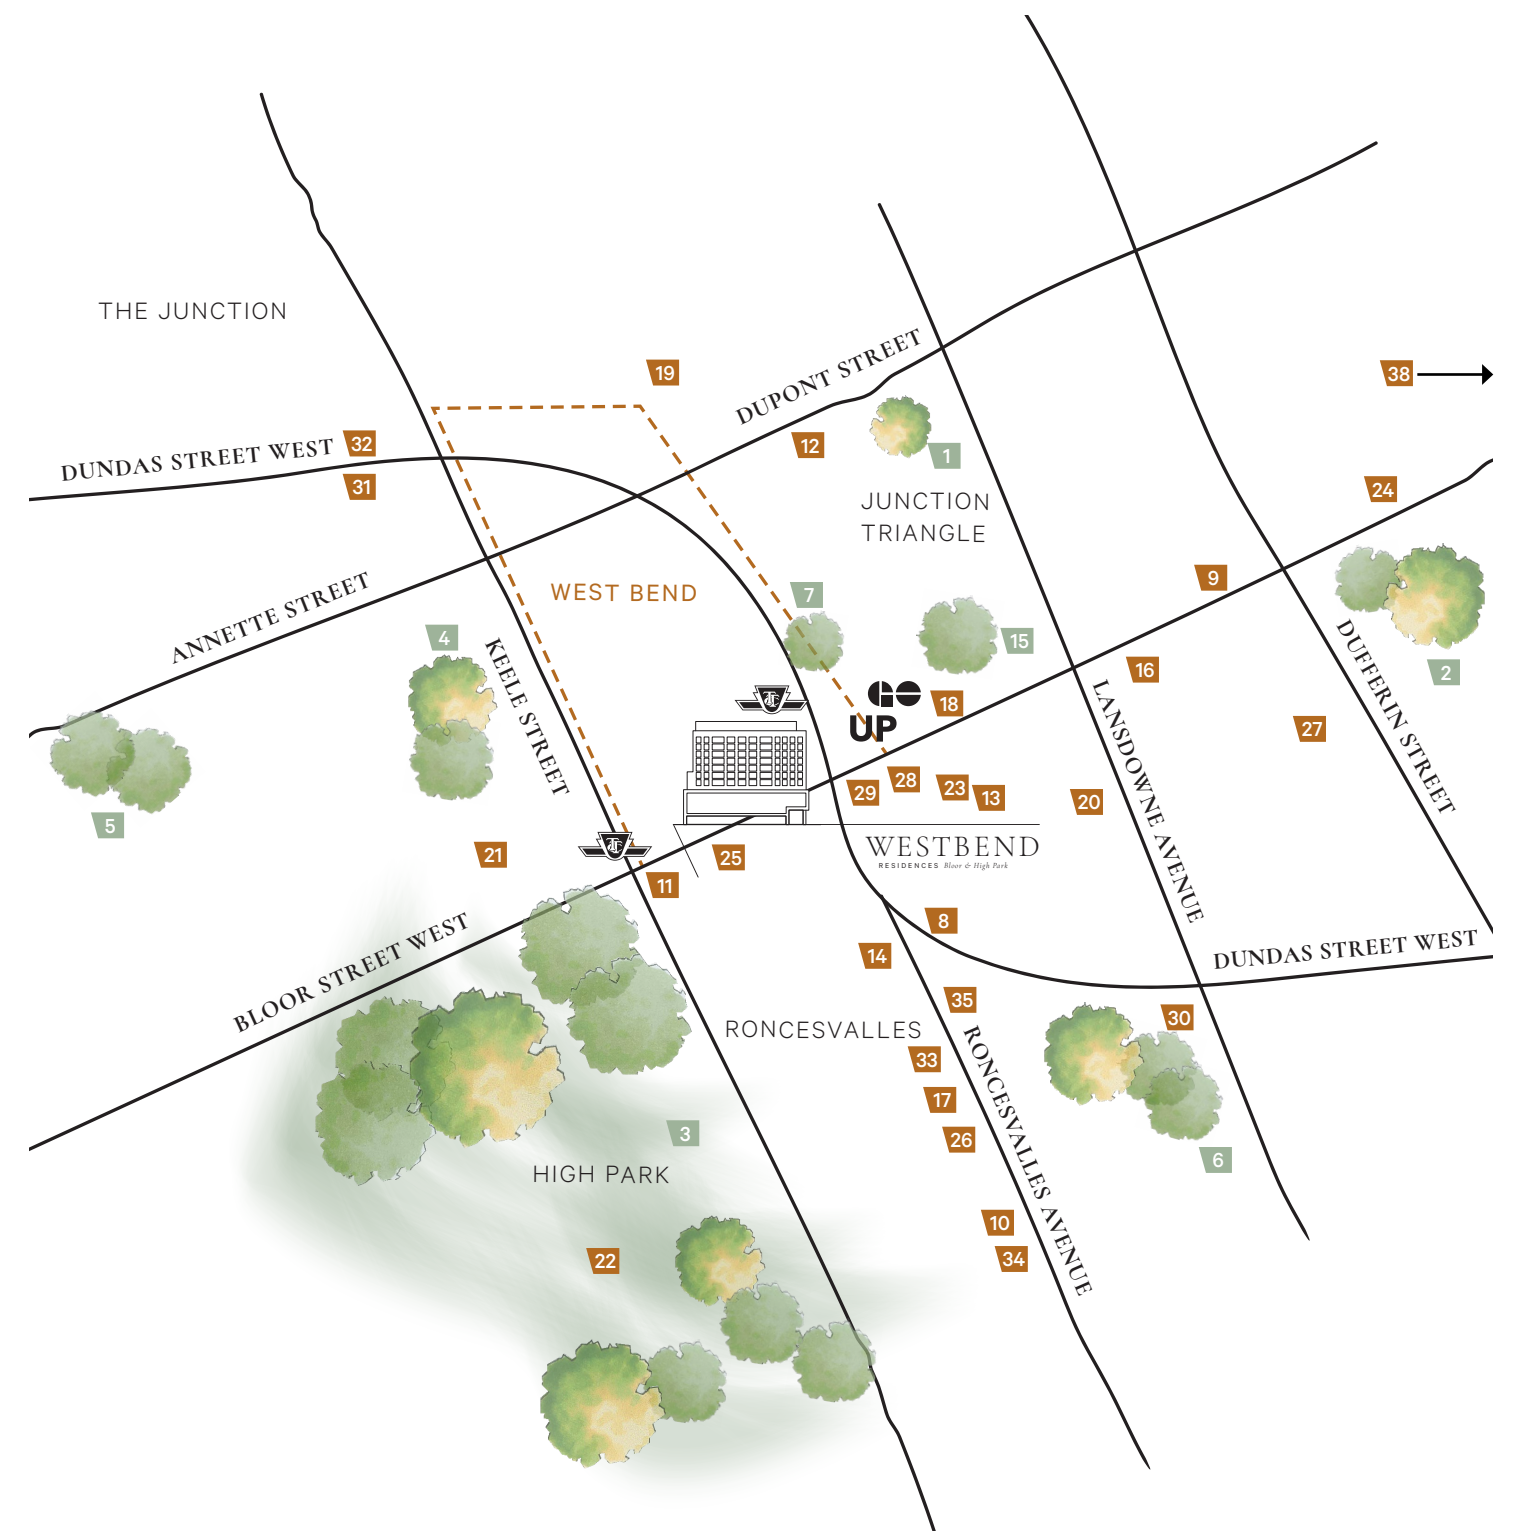 THE JUNCTION
19
DUPONT STREET
38
DUNDAS STREET WEST
32
31
12
1
24
JUNCTION
TRIANGLE
9
WEST BEND
7
ANNETTE STREET
4
KEELE STREET
15
16
2
DUFFERIN STREET
GO
UP
18
LANSDOWNE AVENUE
27
TTC
28
29
23
13
20
5
21
TTC
25
11
WESTBEND
RESIDENCES Bloor & High Park
BLOOR STREET WEST
8
14
DUNDAS STREET WEST
35
30
RONCESVALLES
RONCESVALLES AVENUE
33
17
3
26
6
HIGH PARK
10
22
34